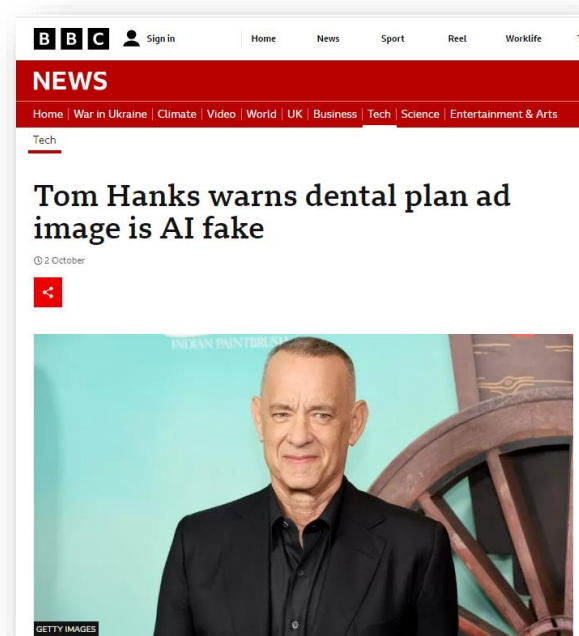 BBC Sign in Home News Sport Reel Worklife
NEWS
Home | War in Ukraine | Climate | Video | World | UK | Business | Tech | Science | Entertainment & Arts
Tech
Tom Hanks warns dental plan ad
image is AI fake
2 October
INDIAN PAINTBRUSH
GETTY IMAGES